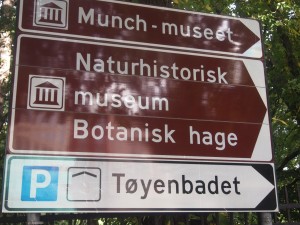 Munch-museet
Naturhistorisk
museum
Botanisk hage
P Tøyenbadet